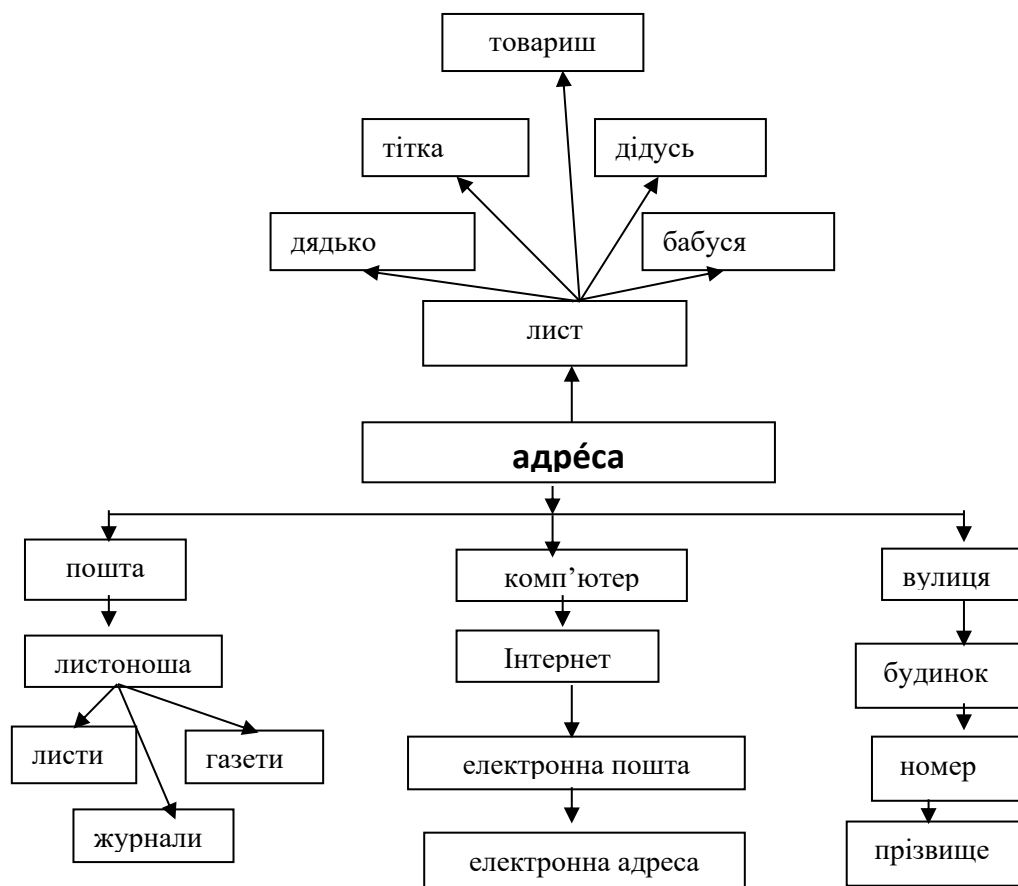 товариш
тітка
дідусь
дядько
бабуся
лист
адре́са
пошта
комп’ютер
вулиця
листоноша
Інтернет
будинок
листи
газети
електронна пошта
номер
журнали
електронна адреса
прізвище